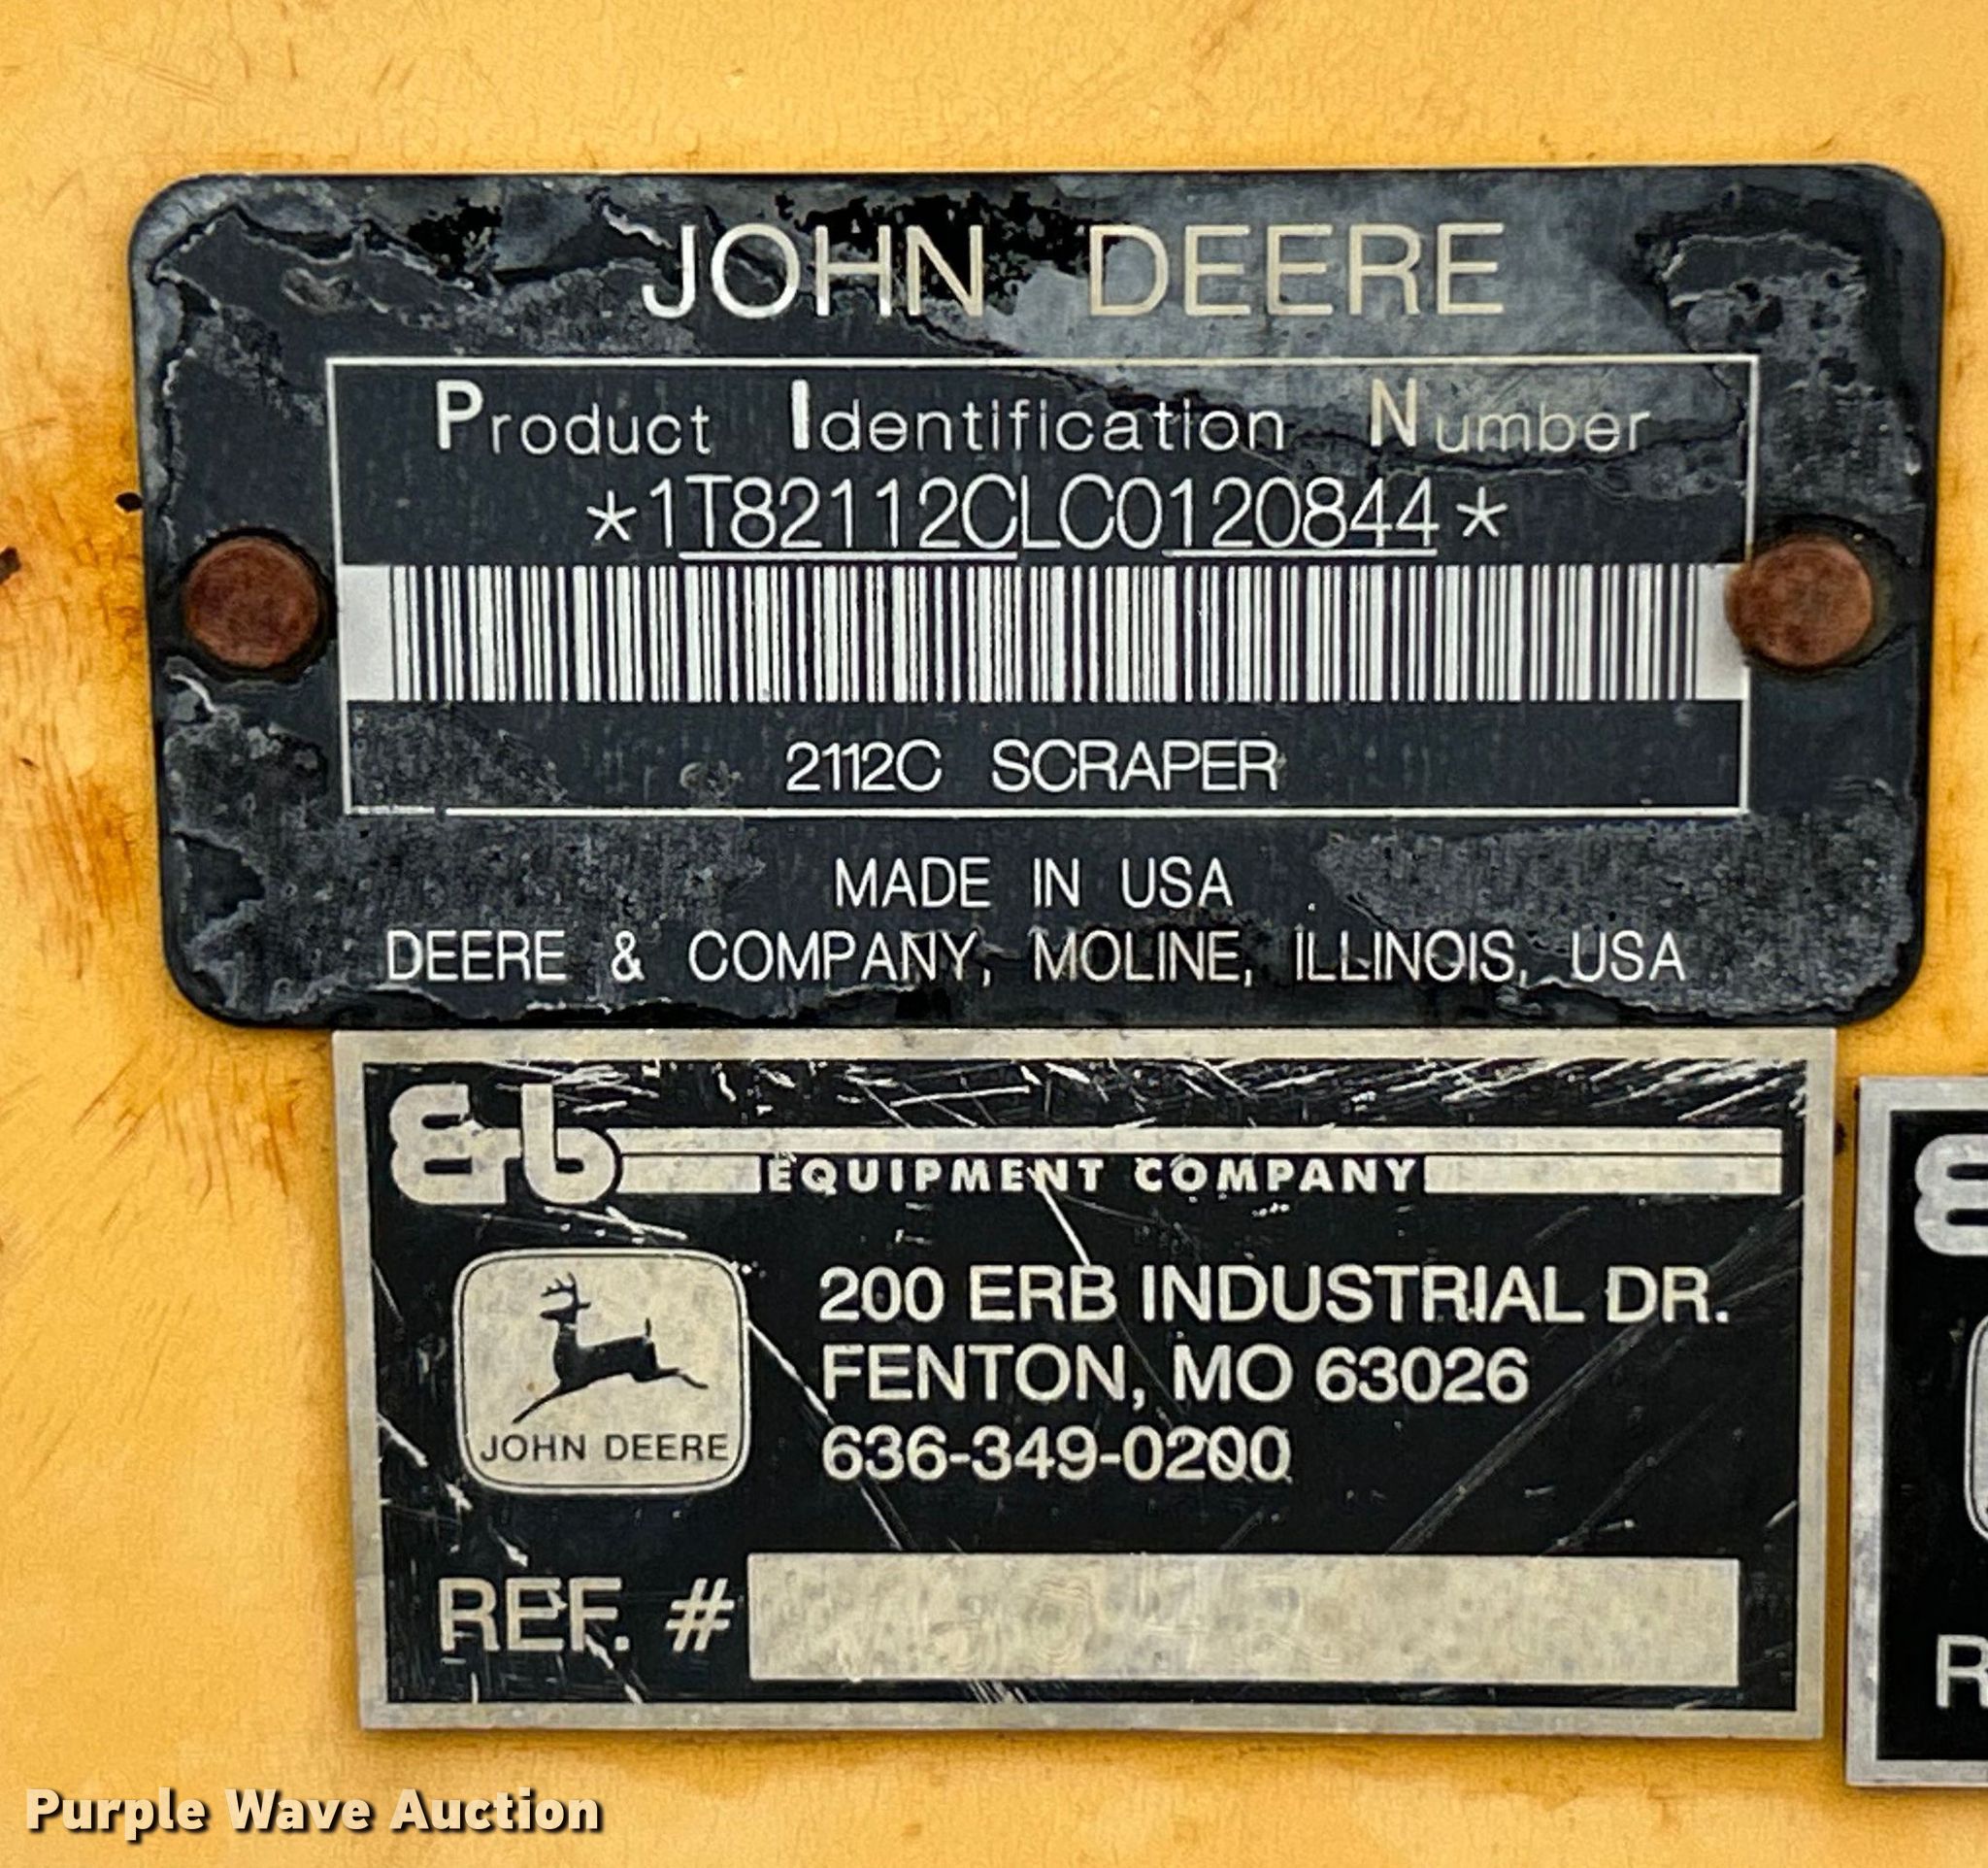 JOHN DEERE
Product Identification Number
*1T82112CLC0120844*
2112C SCRAPER
MADE IN USA
DEERE & COMPANY, MOLINE, ILLINOIS, USA
Erb
EQUIPMENT COMPANY
200 ERB INDUSTRIAL DR.
FENTON, MO 63026
636-349-0200
JOHN DEERE
REF. #
Purple Wave Auction